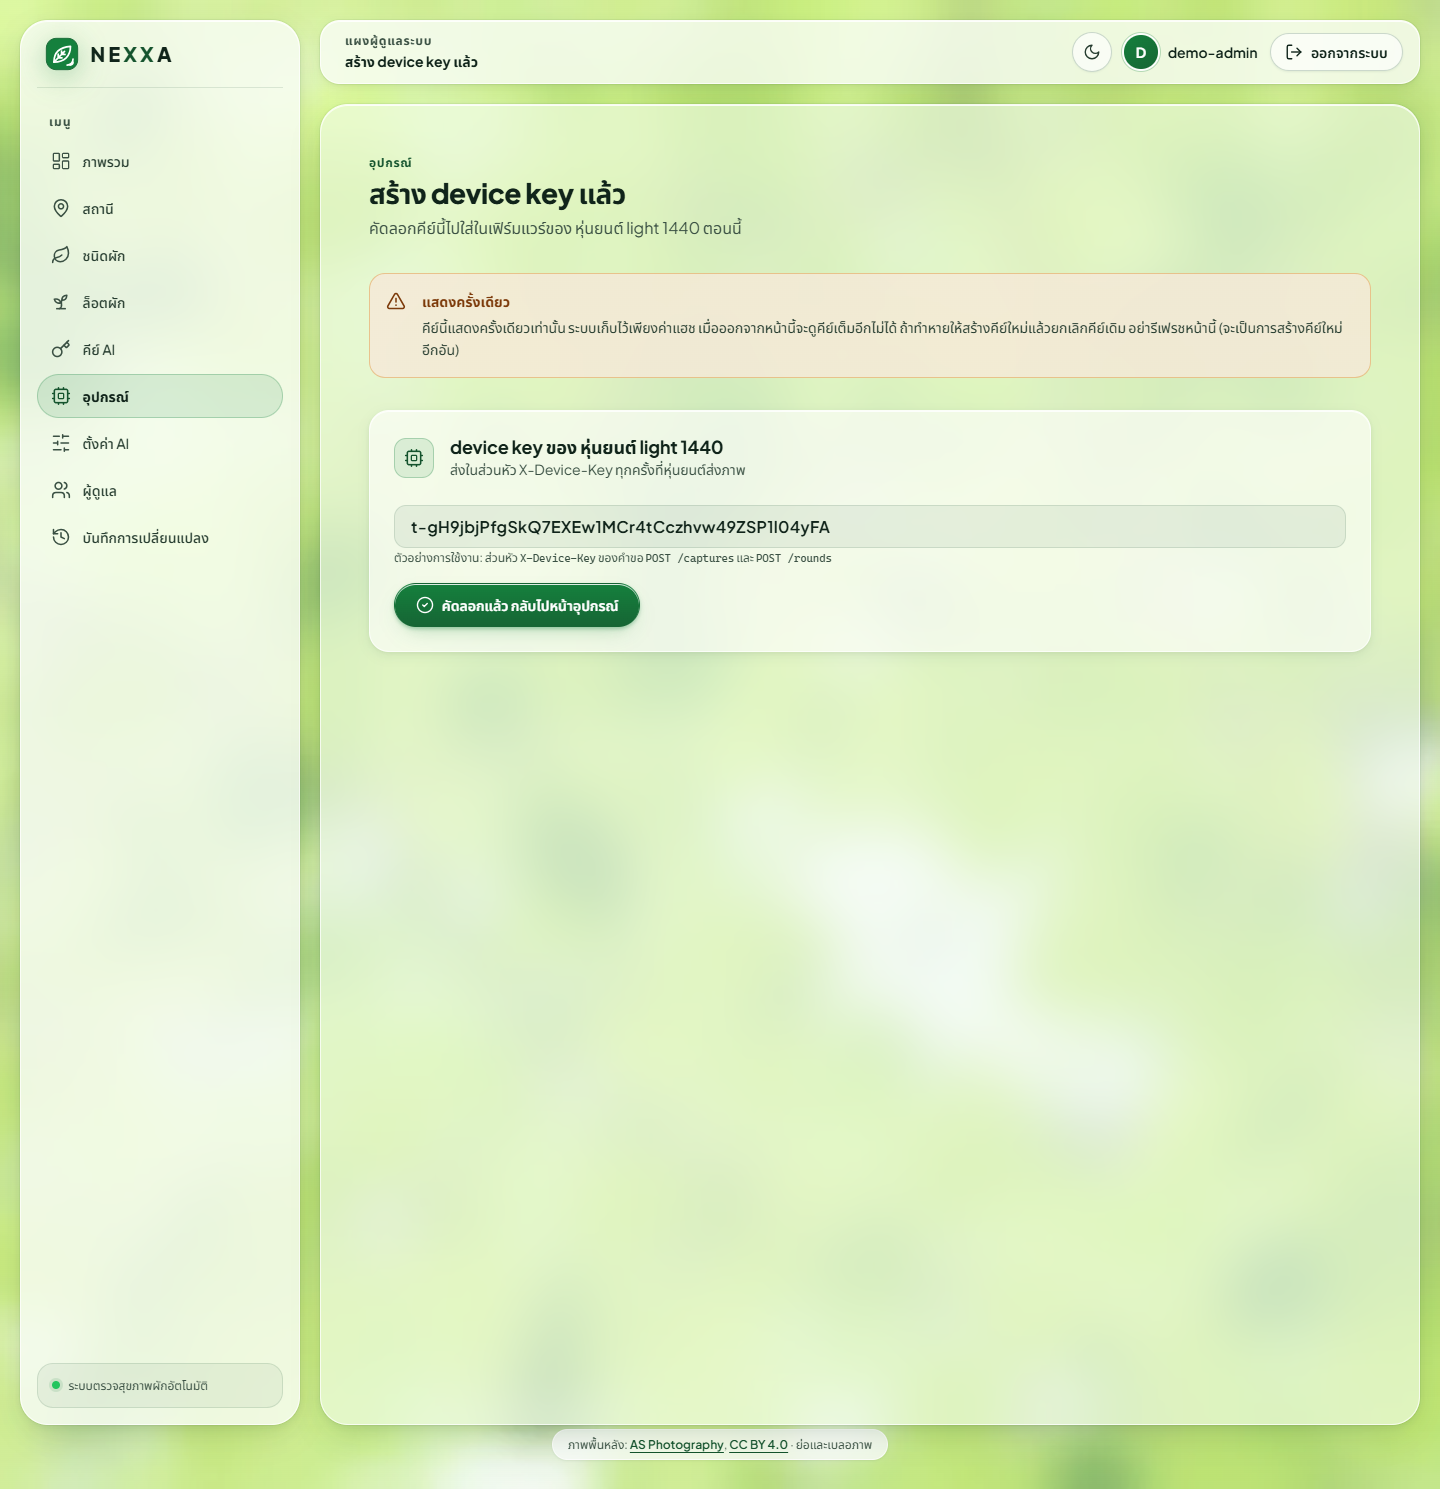 NEXXA
เมนู
ภาพรวม
สถานี
ชนิดผัก
ล็อตผัก
คีย์ AI
อุปกรณ์
ตั้งค่า AI
ผู้ดูแล
บันทึกการเปลี่ยนแปลง
ระบบตรวจสุขภาพผักอัตโนมัติ
แผงผู้ดูแลระบบ
สร้าง device key แล้ว
D
demo-admin
ออกจากระบบ
อุปกรณ์
สร้าง device key แล้ว
คัดลอกคีย์นี้ไปใส่ในเฟิร์มแวร์ของ หุ่นยนต์ light 1440 ตอนนี้
แสดงครั้งเดียว
คีย์นี้แสดงครั้งเดียวเท่านั้น ระบบเก็บไว้เพียงค่าแฮช เมื่อออกจากหน้านี้จะดูคีย์เต็มอีกไม่ได้ ถ้าทำหายให้สร้างคีย์ใหม่แล้วยกเลิกคีย์เดิม อย่ารีเฟรชหน้านี้ (จะเป็นการสร้างคีย์ใหม่
อีกอัน)
device key ของ หุ่นยนต์ light 1440
ส่งในส่วนหัว X-Device-Key ทุกครั้งที่หุ่นยนต์ส่งภาพ
t-gH9jbjPfgSkQ7EXEw1MCr4tCczhvw49ZSP1I04yFA
ตัวอย่างการใช้งาน: ส่วนหัว X-Device-Key ของคำขอ POST /captures และ POST /rounds
คัดลอกแล้ว กลับไปหน้าอุปกรณ์
ภาพพื้นหลัง: AS Photography, CC BY 4.0 · ย่อและเบลอภาพ